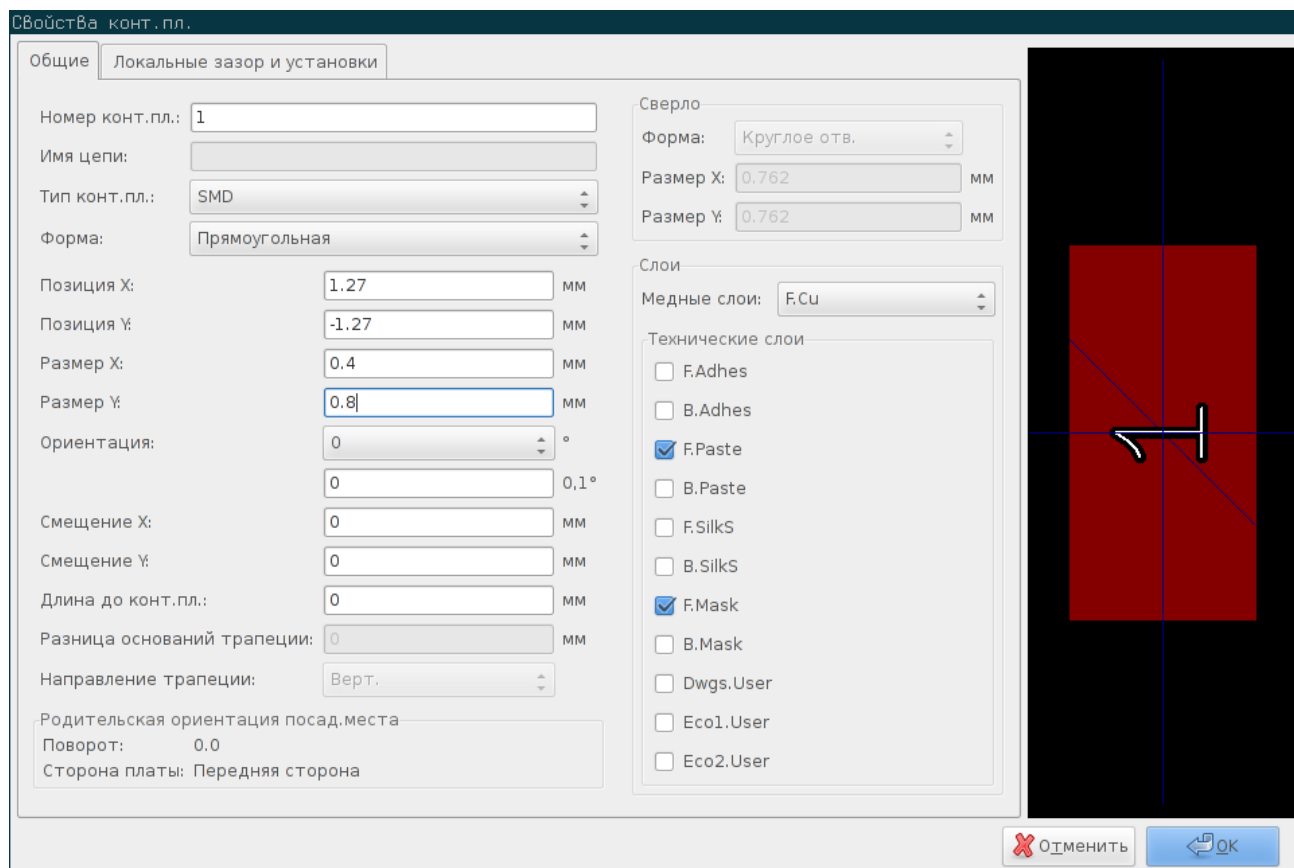 Свойства конт.пл.
Общие
Локальные зазор и установки
Номер конт.пл.: 1
Имя цепи:
Тип конт.пл.: SMD
Форма: Прямоугольная
Позиция X: 1.27 мм
Позиция Y: -1.27 мм
Размер X: 0.4 мм
Размер Y: 0.8 мм
Ориентация: 0 °
0 0,1°
Смещение X: 0 мм
Смещение Y: 0 мм
Длина до конт.пл.: 0 мм
Разница оснований трапеции: 0 мм
Направление трапеции: Верт.
Родительская ориентация посад.места
Поворот: 0.0
Сторона платы: Передняя сторона
Сверло
Форма: Круглое отв.
Размер X: 0.762 мм
Размер Y: 0.762 мм
Слои
Медные слои: F.Cu
Технические слои
F.Adhes
B.Adhes
F.Paste
B.Paste
F.SilkS
B.SilkS
F.Mask
B.Mask
Dwgs.User
Eco1.User
Eco2.User
1
Отменить
OK